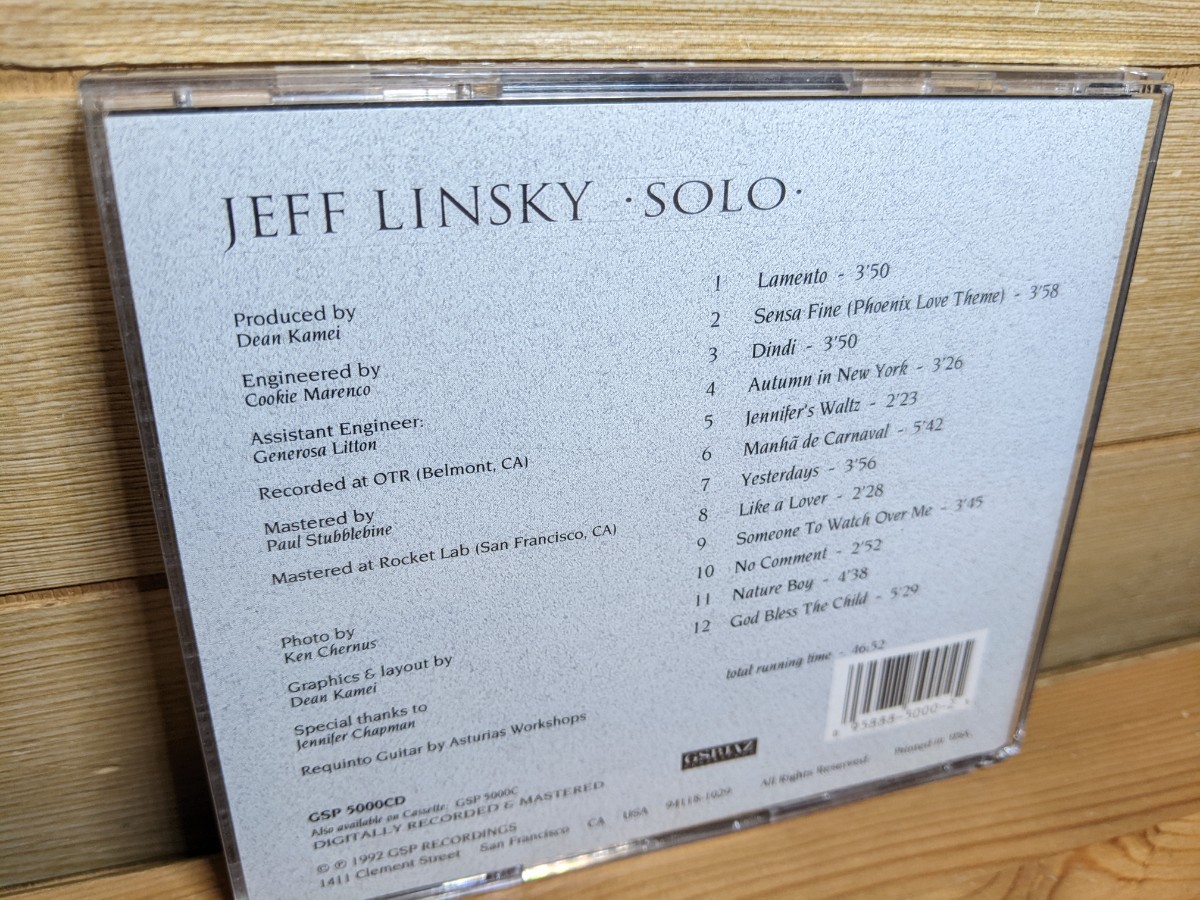 JEFF LINSKY · SOLO ·
Produced by
Dean Kamei
Engineered by
Cookie Marenco
Assistant Engineer:
Generosa Litton
Recorded at OTR (Belmont, CA)
Mastered by
Paul Stubblebine
Mastered at Rocket Lab (San Francisco, CA)
Photo by
Ken Chernus
Graphics & layout by
Dean Kamei
Special thanks to
Jennifer Chapman
Requinto Guitar by Asturias Workshops
1 Lamento - 3'50
2 Sensa Fine (Phoenix Love Theme) - 3'58
3 Dindi - 3'50
4 Autumn in New York - 3'26
5 Jennifer's Waltz - 2'23
6 Manhã de Carnaval - 5'42
7 Yesterdays - 3'56
8 Like a Lover - 2'28
9 Someone To Watch Over Me - 3'45
10 No Comment - 2'52
11 Nature Boy - 4'38
12 God Bless The Child - 5'29
total running time - 46:32
95888-5000-2
GSPJAZ
GSP 5000CD
Also available on Cassette: GSP 5000C
DIGITALLY RECORDED & MASTERED
© ℗ 1992 GSP RECORDINGS
1411 Clement Street San Francisco CA USA 94118-1029
All Rights Reserved.
Printed in